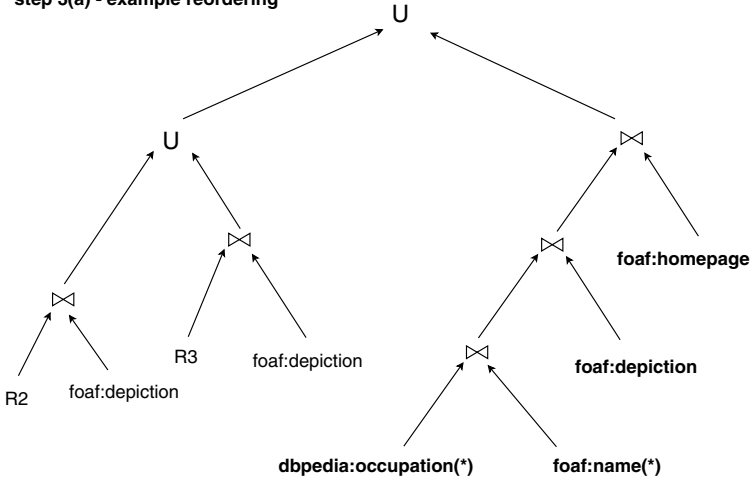 step 3(a) - example reordering
U
U
foaf:homepage
R3
foaf:depiction
foaf:depiction
R2
foaf:depiction
dbpedia:occupation(*)
foaf:name(*)